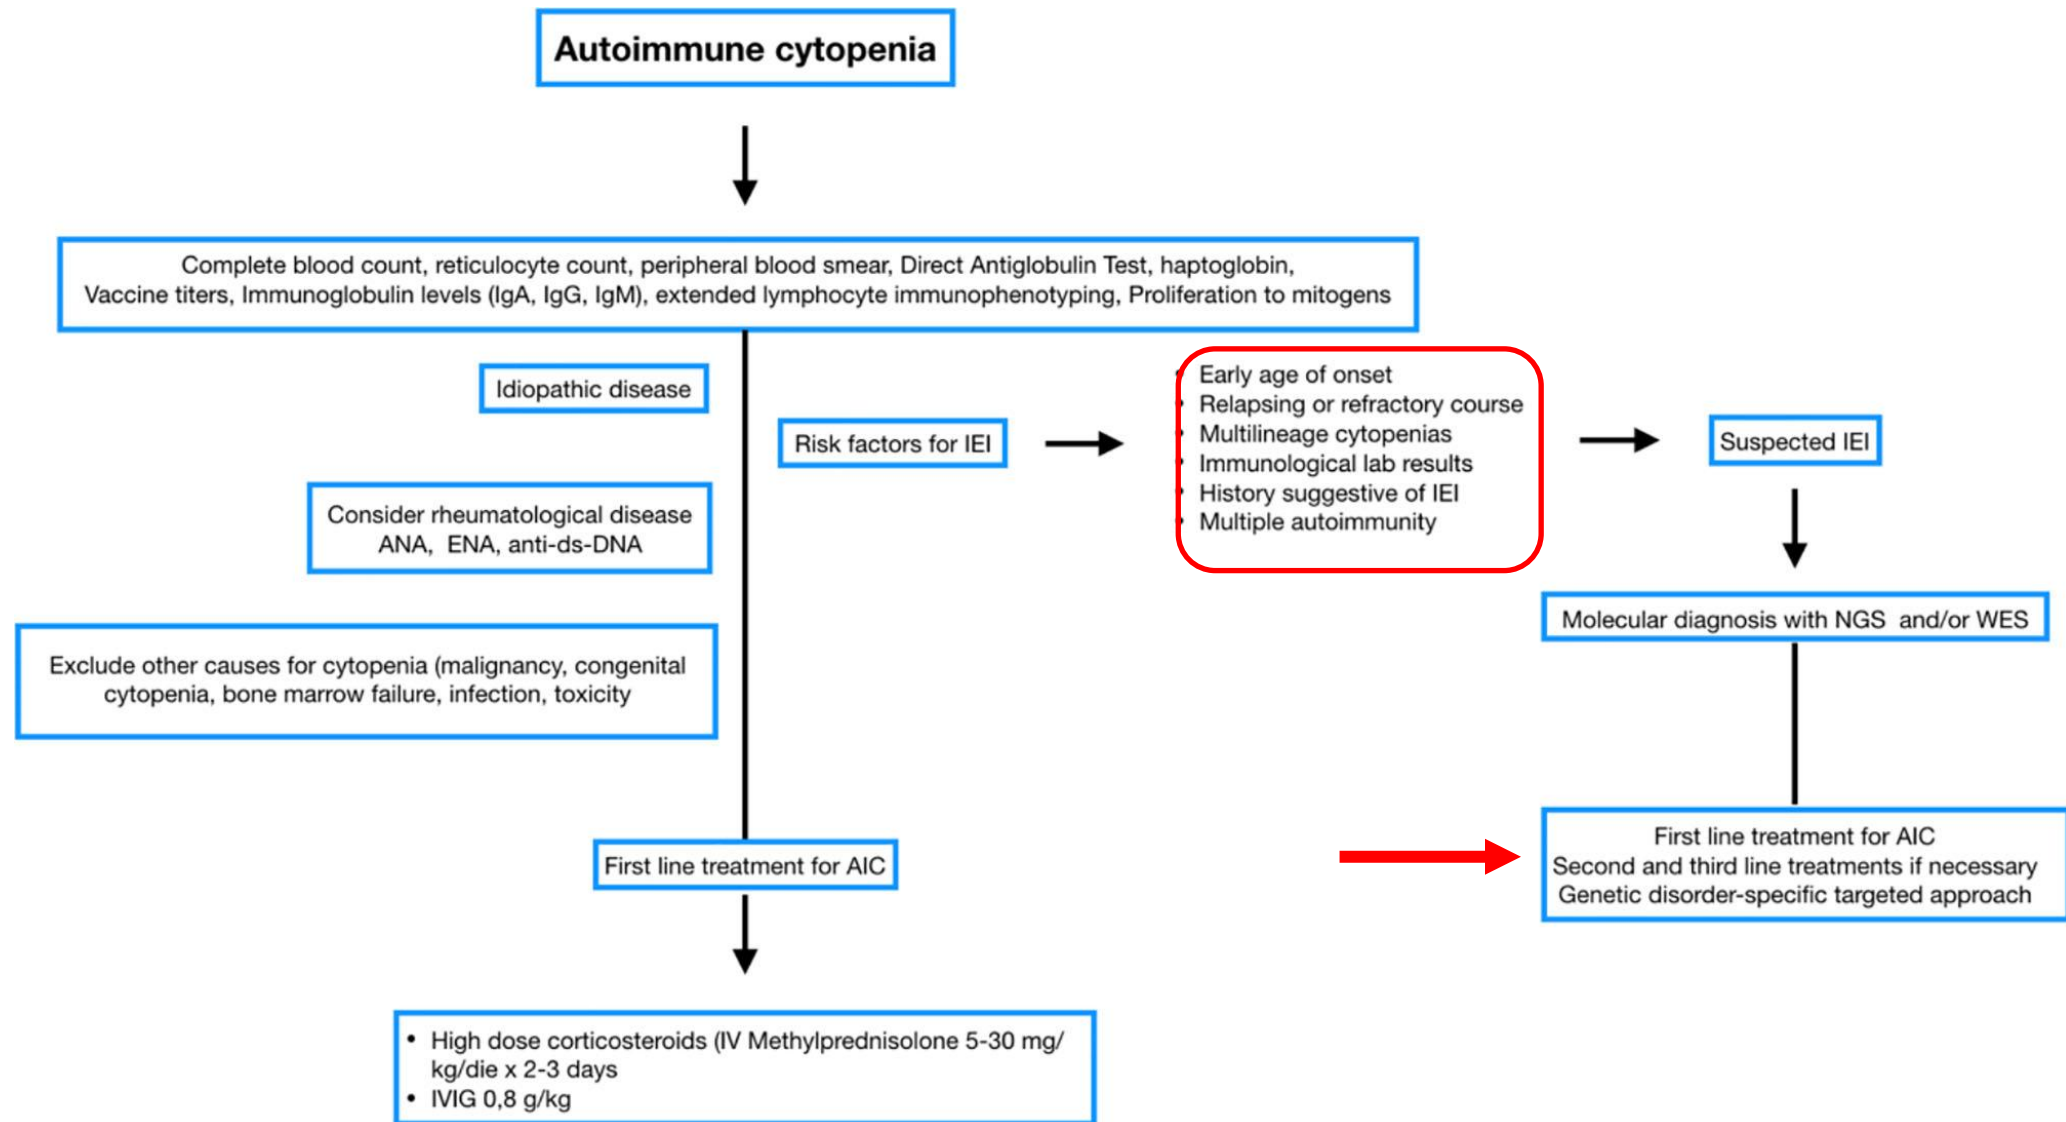 Autoimmune cytopenia
Complete blood count, reticulocyte count, peripheral blood smear, Direct Antiglobulin Test, haptoglobin,
Vaccine titers, Immunoglobulin levels (IgA, IgG, IgM), extended lymphocyte immunophenotyping, Proliferation to mitogens
Idiopathic disease
Risk factors for IEI
• Early age of onset
• Relapsing or refractory course
• Multilineage cytopenias
• Immunological lab results
• History suggestive of IEI
• Multiple autoimmunity
Suspected IEI
Consider rheumatological disease
ANA, ENA, anti-ds-DNA
Molecular diagnosis with NGS and/or WES
Exclude other causes for cytopenia (malignancy, congenital
cytopenia, bone marrow failure, infection, toxicity
First line treatment for AIC
First line treatment for AIC
Second and third line treatments if necessary
Genetic disorder-specific targeted approach
• High dose corticosteroids (IV Methylprednisolone 5-30 mg/
kg/die x 2-3 days
• IVIG 0,8 g/kg